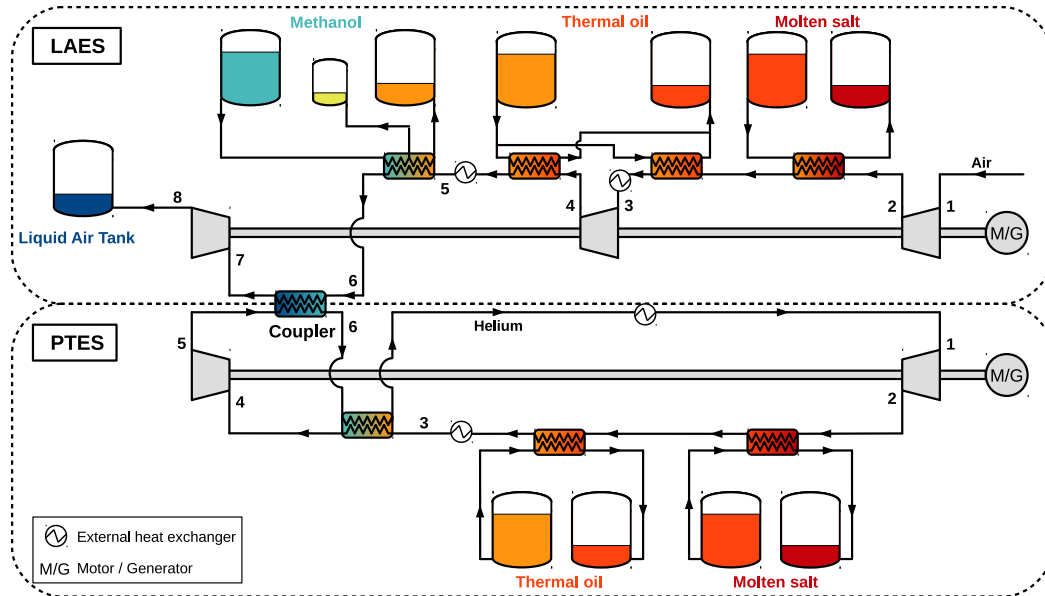 Methanol
Thermal oil
Molten salt
LAES
Air
5
4
3
2
1
8
M/G
Liquid Air Tank
7
6
Coupler
6
Helium
PTES
5
1
M/G
4
2
3
External heat exchanger
M/G Motor / Generator
Thermal oil
Molten salt